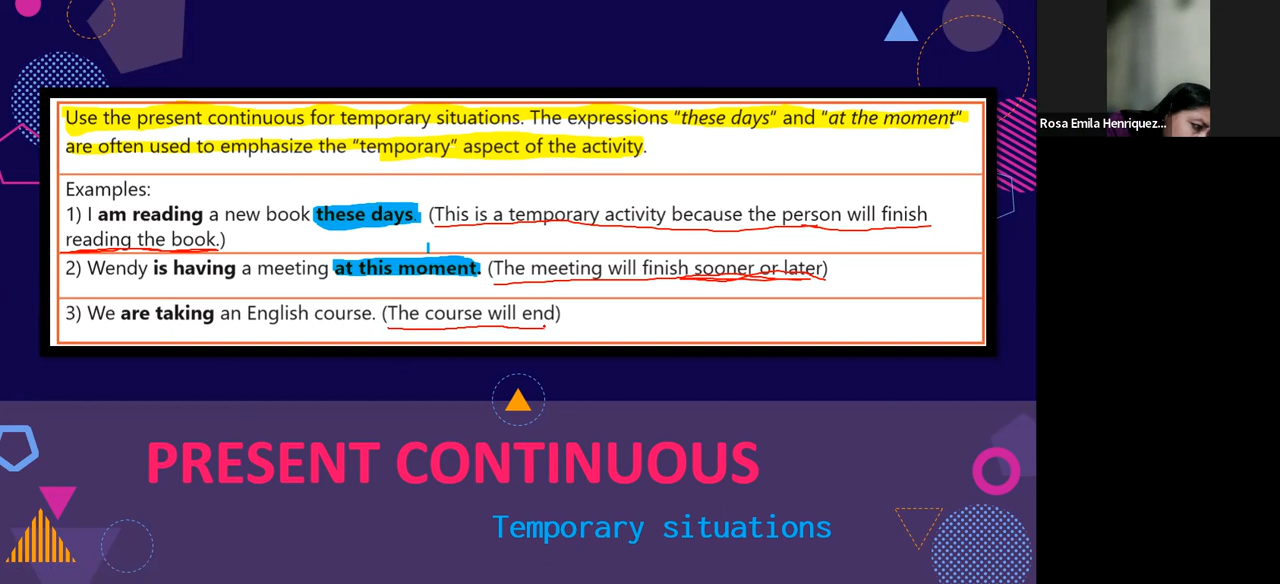 Use the present continuous for temporary situations. The expressions "these days" and "at the moment"
are often used to emphasize the "temporary" aspect of the activity.
Examples:
1) I am reading a new book these days. (This is a temporary activity because the person will finish
reading the book.)
2) Wendy is having a meeting at this moment. (The meeting will finish sooner or later)
3) We are taking an English course. (The course will end)
PRESENT CONTINUOUS
Temporary situations
Rosa Emila Henriquez...